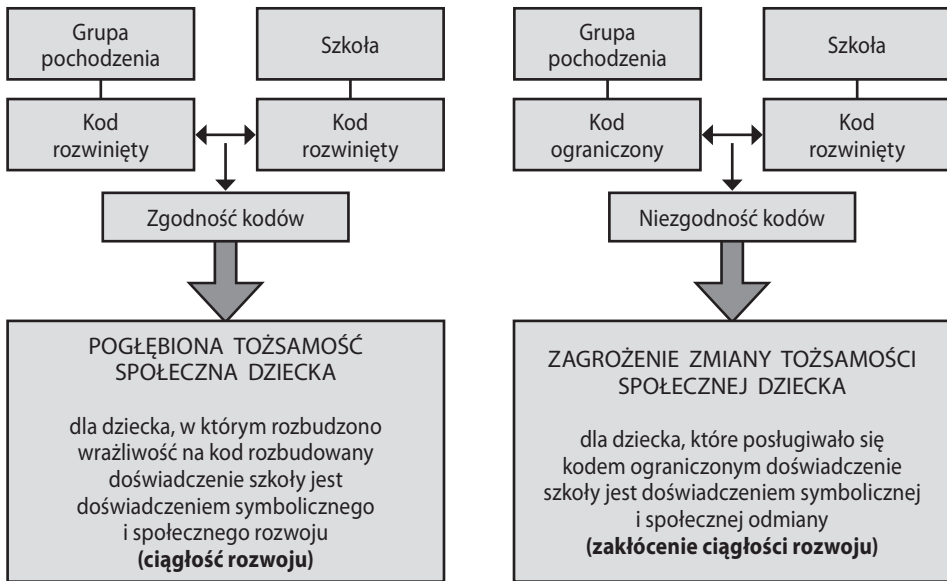 Grupa
pochodzenia
Szkoła
Kod
rozwinięty
Kod
rozwinięty
Zgodność kodów
POGŁĘBIONA TOŻSAMOŚĆ
SPOŁECZNA DZIECKA
dla dziecka, w którym rozbudzono
wrażliwość na kod rozbudowany
doświadczenie szkoły jest
doświadczeniem symbolicznego
i społecznego rozwoju
(ciągłość rozwoju)
Grupa
pochodzenia
Szkoła
Kod
ograniczony
Kod
rozwinięty
Niezgodność kodów
ZAGROŻENIE ZMIANY TOŻSAMOŚCI
SPOŁECZNEJ DZIECKA
dla dziecka, które posługiwało się
kodem ograniczonym doświadczenie
szkoły jest doświadczeniem symbolicznej
i społecznej odmiany
(zakłócenie ciągłości rozwoju)